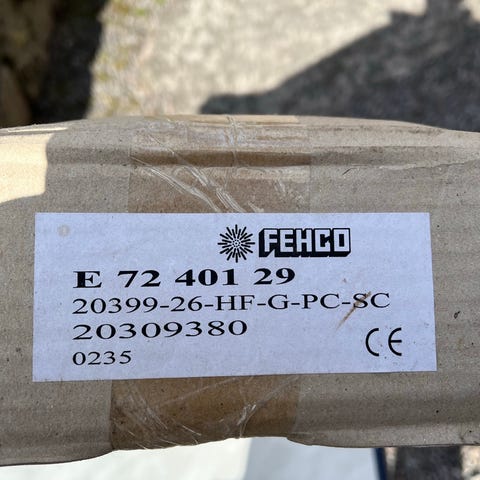 FEHCO
E 72 401 29
20399-26-HF-G-PC-SC
20309380
0235
CE